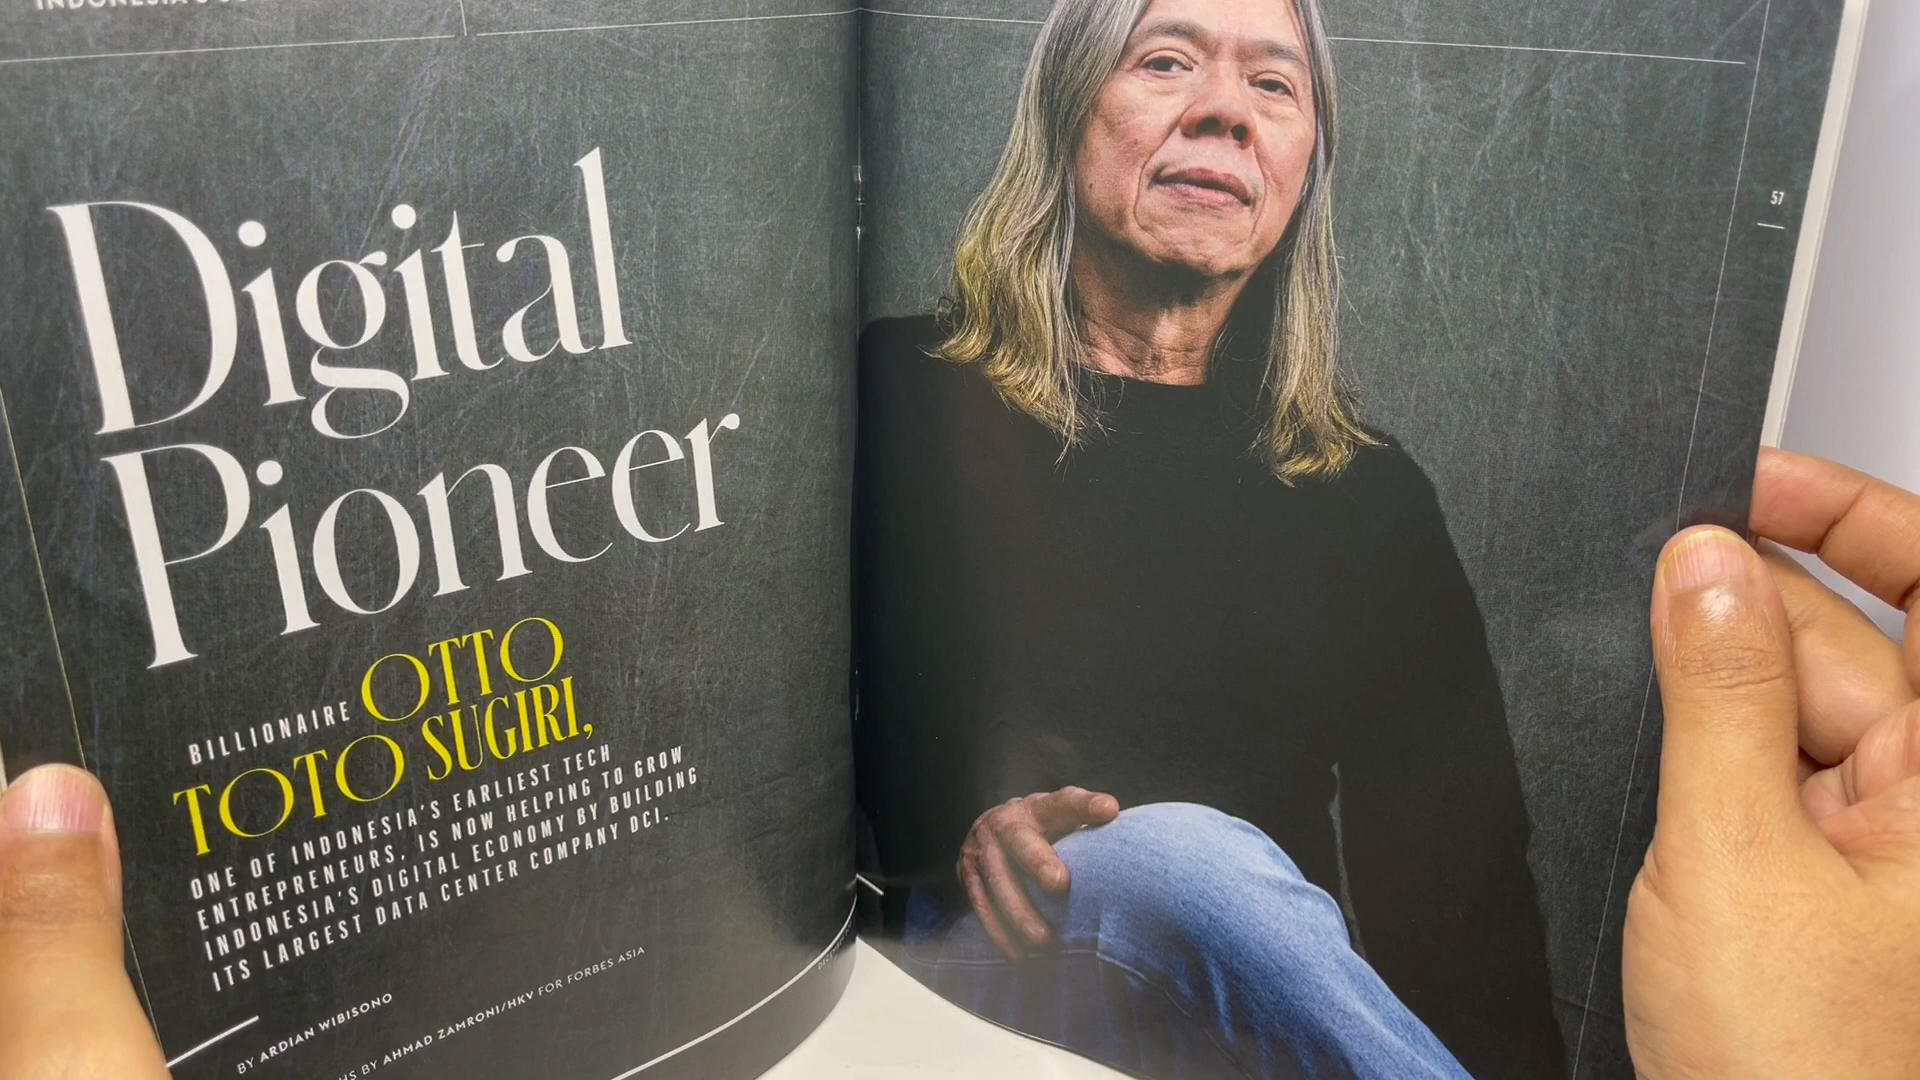 INDONESIA'S
Digital
Pioneer
BILLIONAIRE OTTO
TOTO SUGIRI,
ONE OF INDONESIA'S EARLIEST TECH
ENTREPRENEURS, IS NOW HELPING TO GROW
INDONESIA'S DIGITAL ECONOMY BY BUILDING
ITS LARGEST DATA CENTER COMPANY DCI.
BY ARDIAN WIBISONO
BY AHMAD ZAMRONI/HKV FOR FORBES ASIA
57